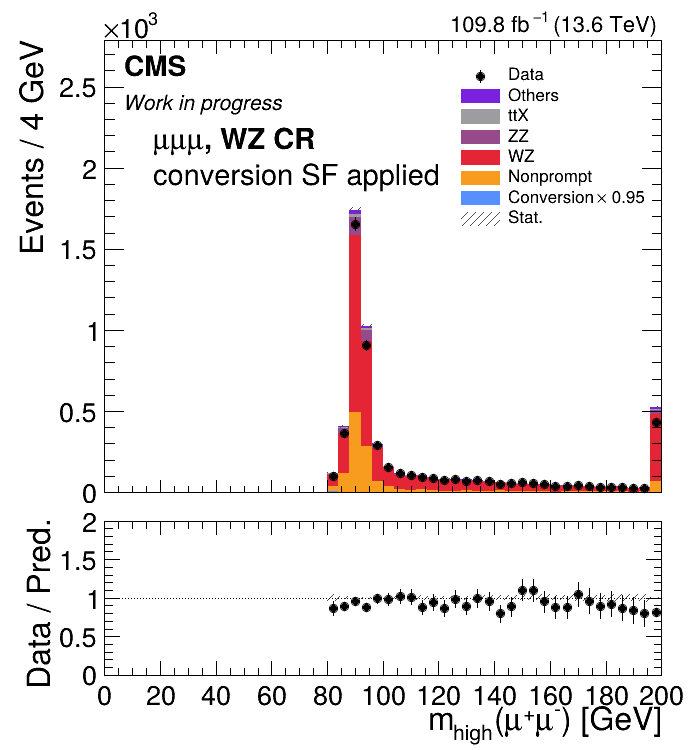 ×10³
109.8 fb⁻¹ (13.6 TeV)
CMS
Work in progress
μμμ, WZ CR
conversion SF applied
Data
Others
ttX
ZZ
WZ
Nonprompt
Conversion × 0.95
Stat.
Events / 4 GeV
2.5
2
1.5
1
0.5
0
Data / Pred.
2
1.5
1
0.5
0
0 20 40 60 80 100 120 140 160 180 200
m_high(μ⁺μ⁻) [GeV]